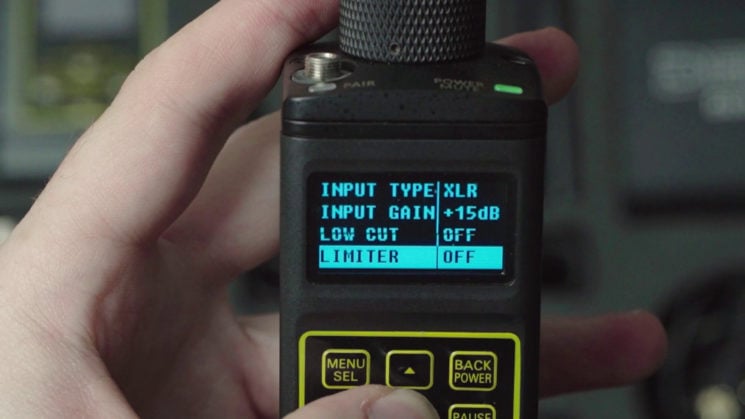 PAIR
POWER
MUTE
INPUT TYPE XLR
INPUT GAIN +15dB
LOW CUT OFF
LIMITER OFF
MENU
SEL
BACK
POWER
PAUSE